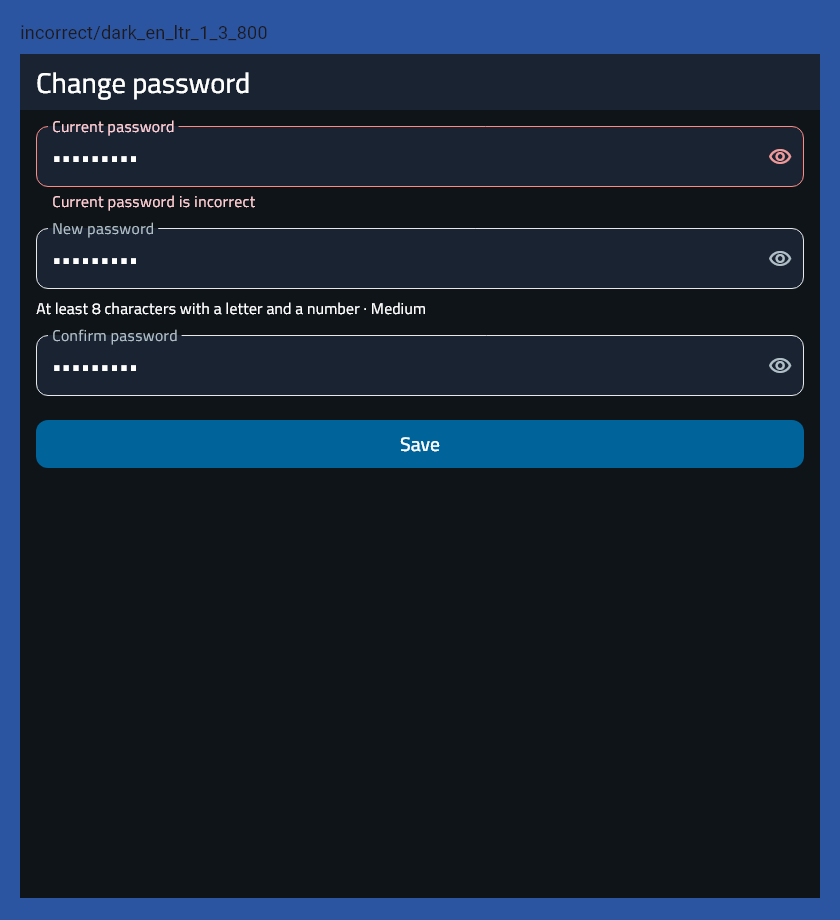 incorrect/dark_en_ltr_1_3_800
Change password
Current password
▪▪▪▪▪▪▪▪▪
Current password is incorrect
New password
▪▪▪▪▪▪▪▪▪
At least 8 characters with a letter and a number · Medium
Confirm password
▪▪▪▪▪▪▪▪▪
Save